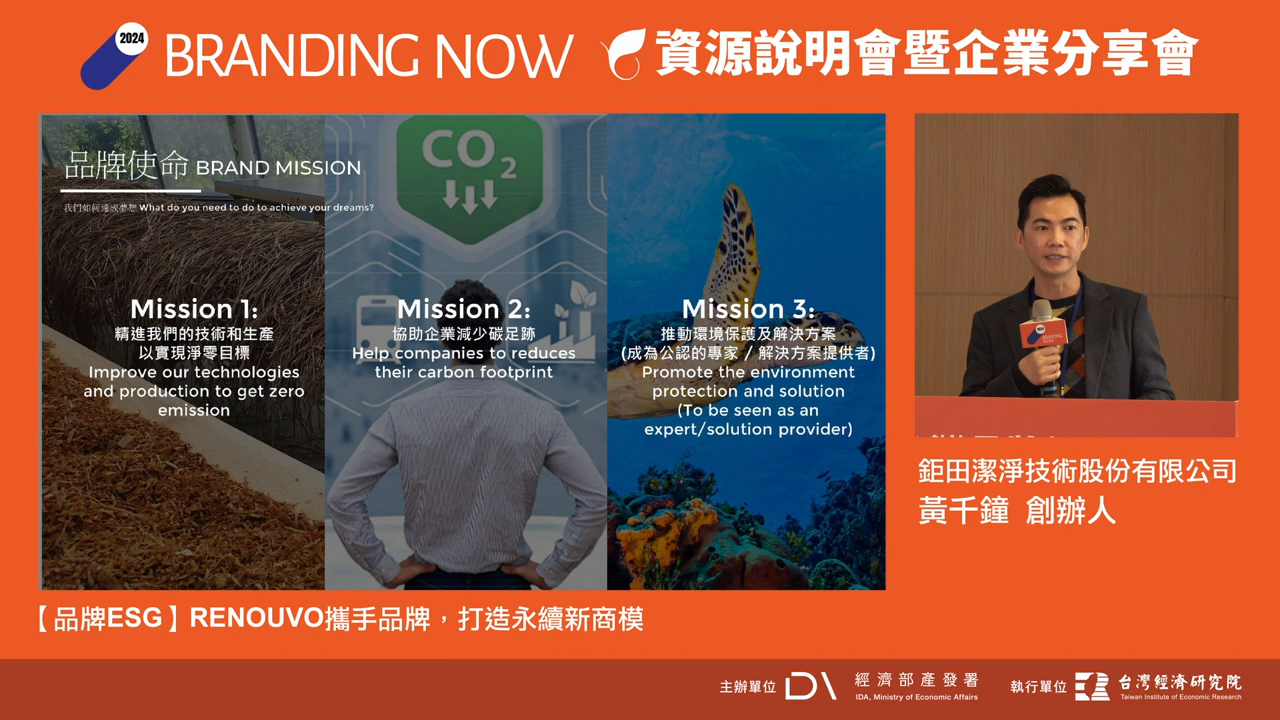 2024
BRANDING NOW 資源說明會暨企業分享會
品牌使命 BRAND MISSION
我們如何達成夢想 What do you need to do to achieve your dreams?
CO2
Mission 1:
精進我們的技術和生產
以實現淨零目標
Improve our technologies
and production to get zero
emission
Mission 2:
協助企業減少碳足跡
Help companies to reduces
their carbon footprint
Mission 3:
推動環境保護及解決方案
(成為公認的專家 / 解決方案提供者)
Promote the environment
protection and solution
(To be seen as an
expert/solution provider)
BRANDING
NOW
鉅田潔淨技術股份有限公司
黃千鐘 創辦人
【品牌ESG】RENOUVO攜手品牌，打造永續新商模
主辦單位 經濟部產發署
IDA, Ministry of Economic Affairs
執行單位 台灣經濟研究院
Taiwan Institute of Economic Research